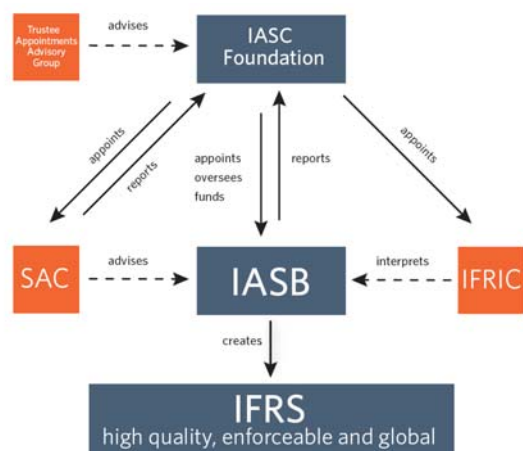 Trustee
Appointments
Advisory
Group
advises
IASC
Foundation
appoints
reports
appoints
oversees
funds
reports
appoints
SAC
advises
IASB
interprets
IFRIC
creates
IFRS
high quality, enforceable and global